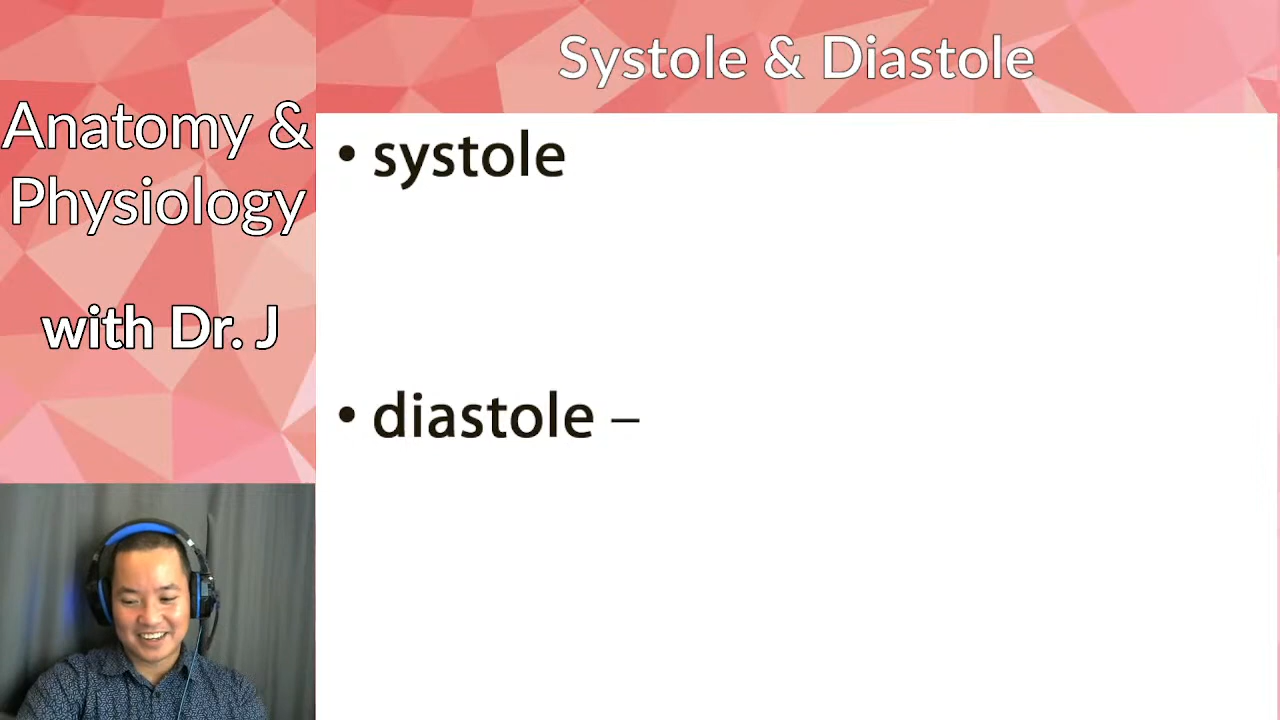 Anatomy &
Physiology
with Dr. J
Systole & Diastole
• systole
• diastole –